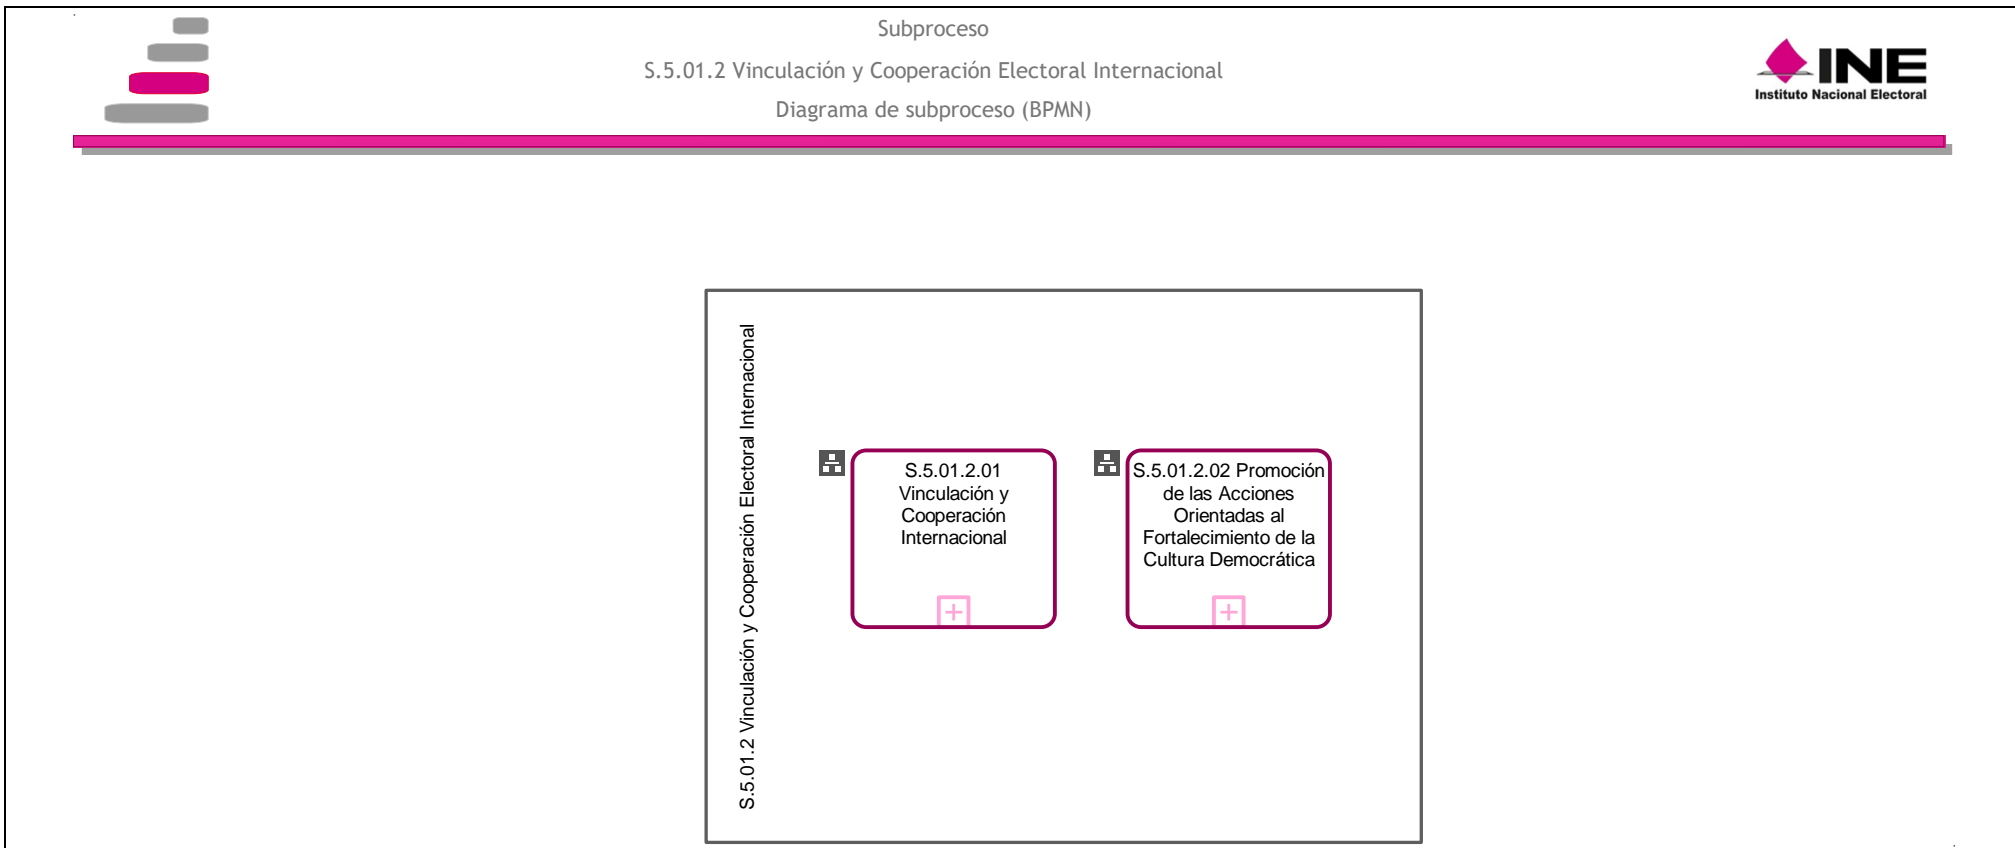 Subproceso
S.5.01.2 Vinculación y Cooperación Electoral Internacional
Diagrama de subproceso (BPMN)
INE
Instituto Nacional Electoral
S.5.01.2 Vinculación y Cooperación Electoral Internacional
S.5.01.2.01
Vinculación y
Cooperación
Internacional
S.5.01.2.02 Promoción
de las Acciones
Orientadas al
Fortalecimiento de la
Cultura Democrática